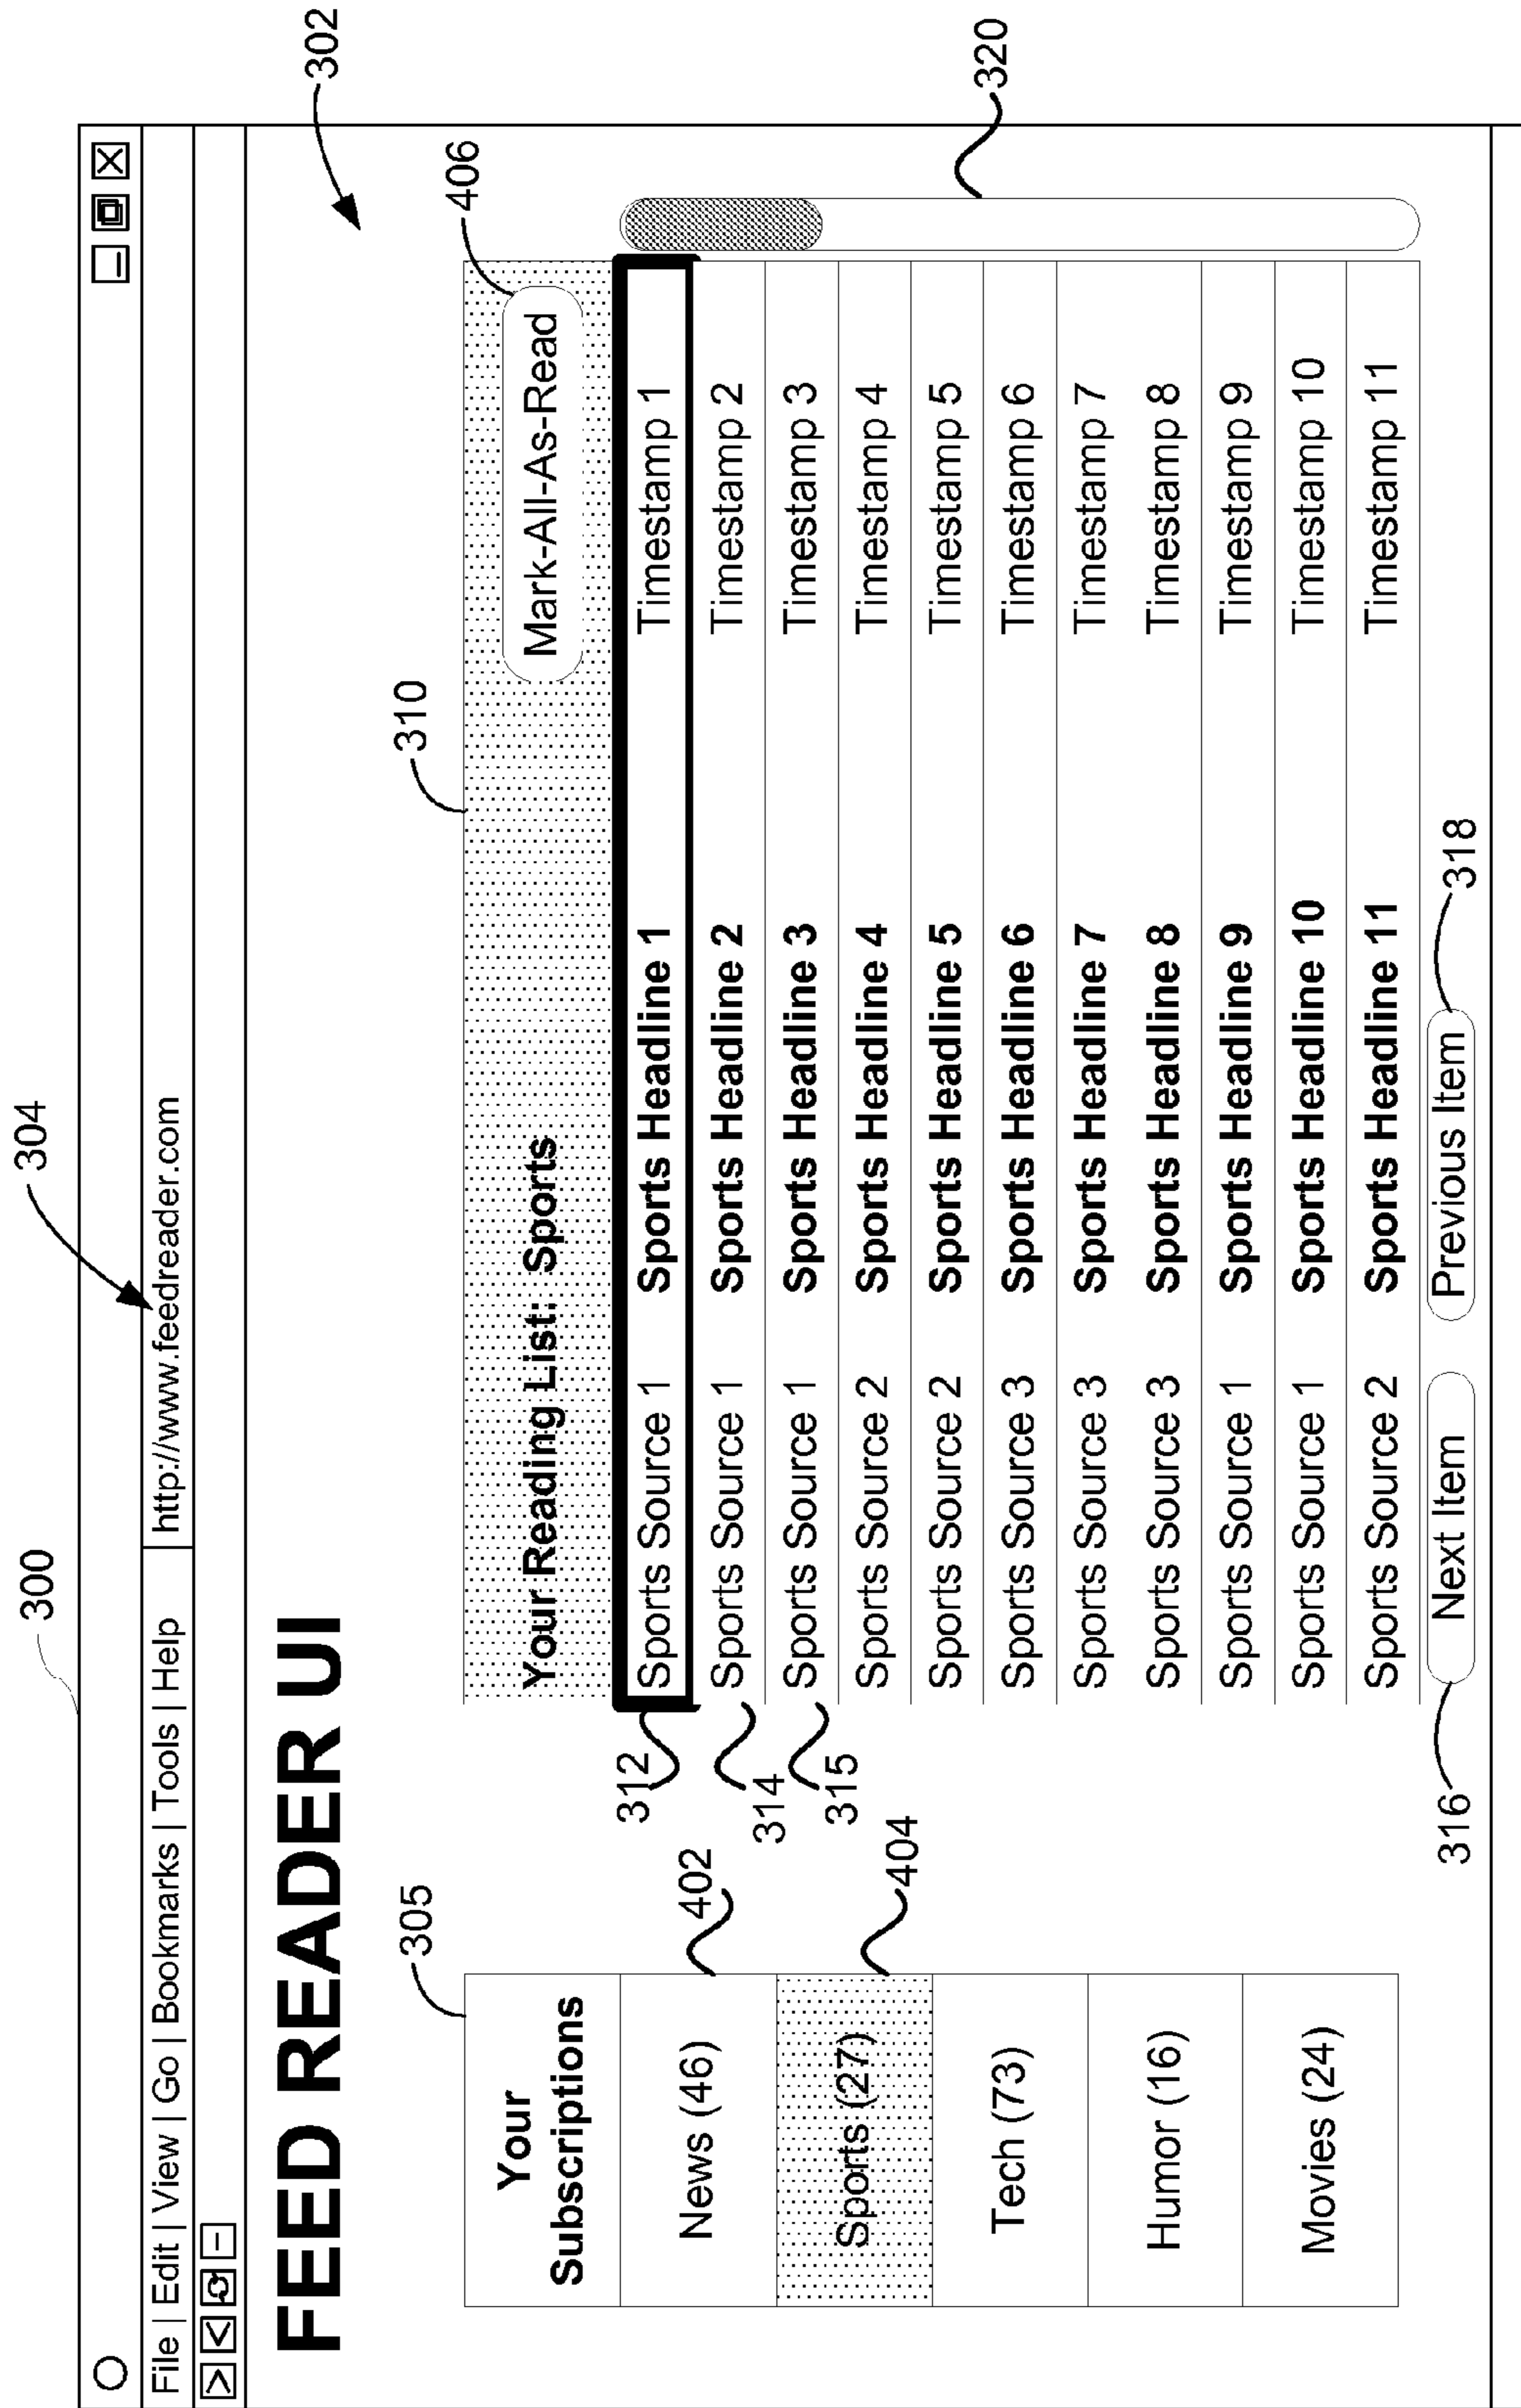 300
304
302
File | Edit | View | Go | Bookmarks | Tools | Help
http://www.feedreader.com
FEED READER UI
305
310
406
Your
Subscriptions
News (46)
Sports (27)
Tech (73)
Humor (16)
Movies (24)
402
404
Your Reading List: Sports
Mark-All-As-Read
312
Sports Source 1 Sports Headline 1 Timestamp 1
314
Sports Source 1 Sports Headline 2 Timestamp 2
315
Sports Source 1 Sports Headline 3 Timestamp 3
Sports Source 2 Sports Headline 4 Timestamp 4
Sports Source 2 Sports Headline 5 Timestamp 5
Sports Source 3 Sports Headline 6 Timestamp 6
Sports Source 3 Sports Headline 7 Timestamp 7
Sports Source 3 Sports Headline 8 Timestamp 8
Sports Source 1 Sports Headline 9 Timestamp 9
Sports Source 1 Sports Headline 10 Timestamp 10
Sports Source 2 Sports Headline 11 Timestamp 11
320
316
Next Item
Previous Item
318